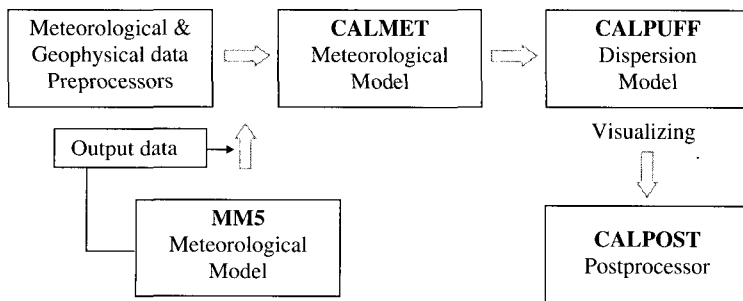 Meteorological &
Geophysical data
Preprocessors
CALMET
Meteorological
Model
CALPUFF
Dispersion
Model
Output data
Visualizing
MM5
Meteorological
Model
CALPOST
Postprocessor